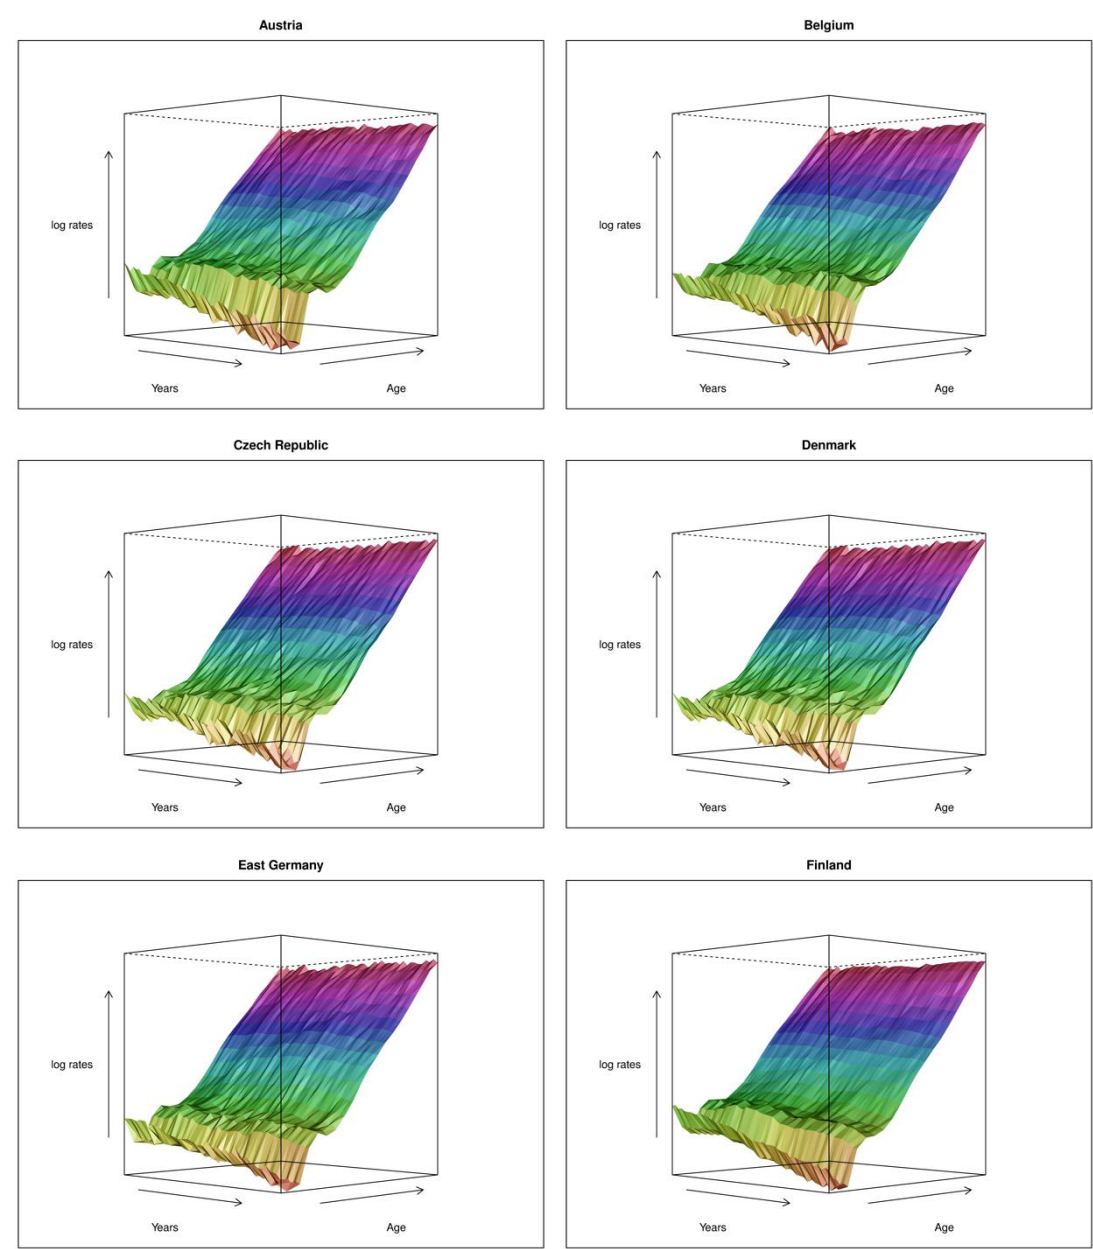 Austria
Belgium
log rates
Years
Age
log rates
Years
Age
Czech Republic
Denmark
log rates
Years
Age
log rates
Years
Age
East Germany
Finland
log rates
Years
Age
log rates
Years
Age